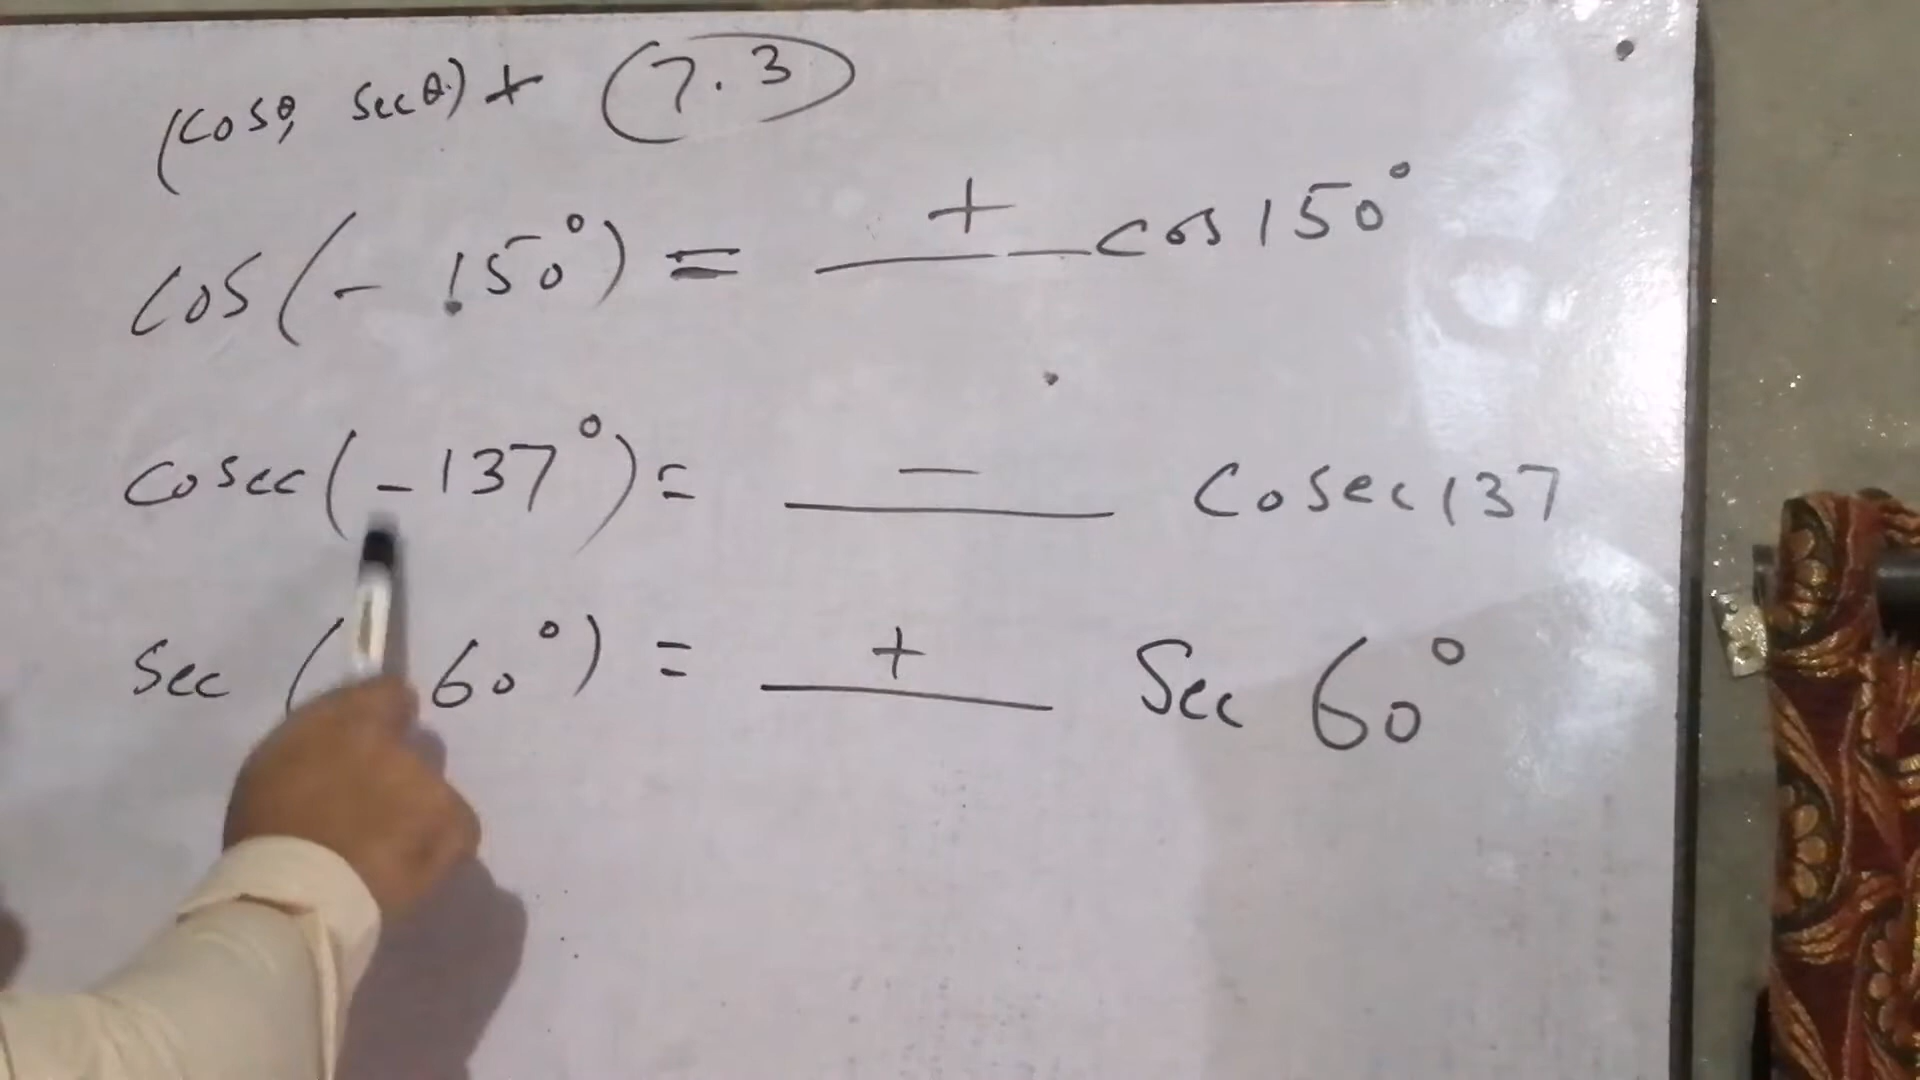 (cosθ, secθ) + 7.3
cos(- 150°) = + cos 150°
cosec(-137°) = - Cosec 137
Sec ( 60°) = + Sec 60°